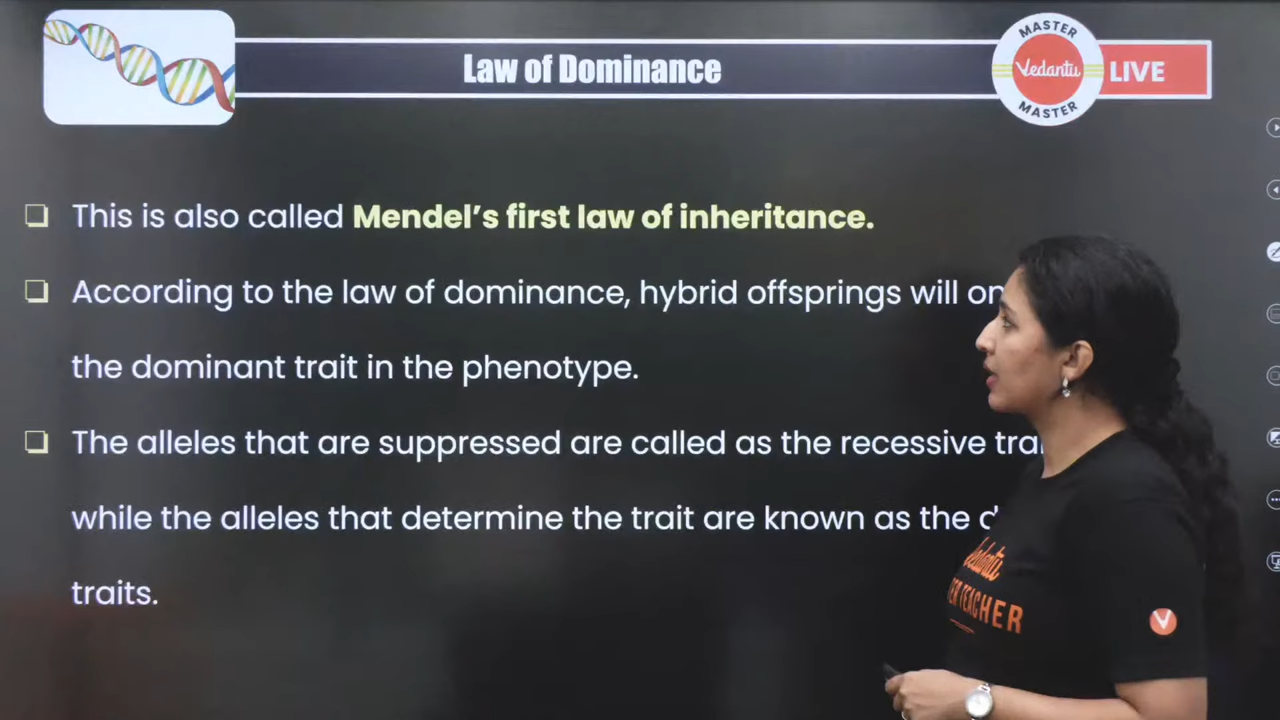 Law of Dominance
MASTER
Vedantu
MASTER
LIVE
This is also called Mendel's first law of inheritance.
According to the law of dominance, hybrid offsprings will
the dominant trait in the phenotype.
The alleles that are suppressed are called as the recessive
while the alleles that determine the trait are known as the
traits.
Vedantu
TEACHER
V